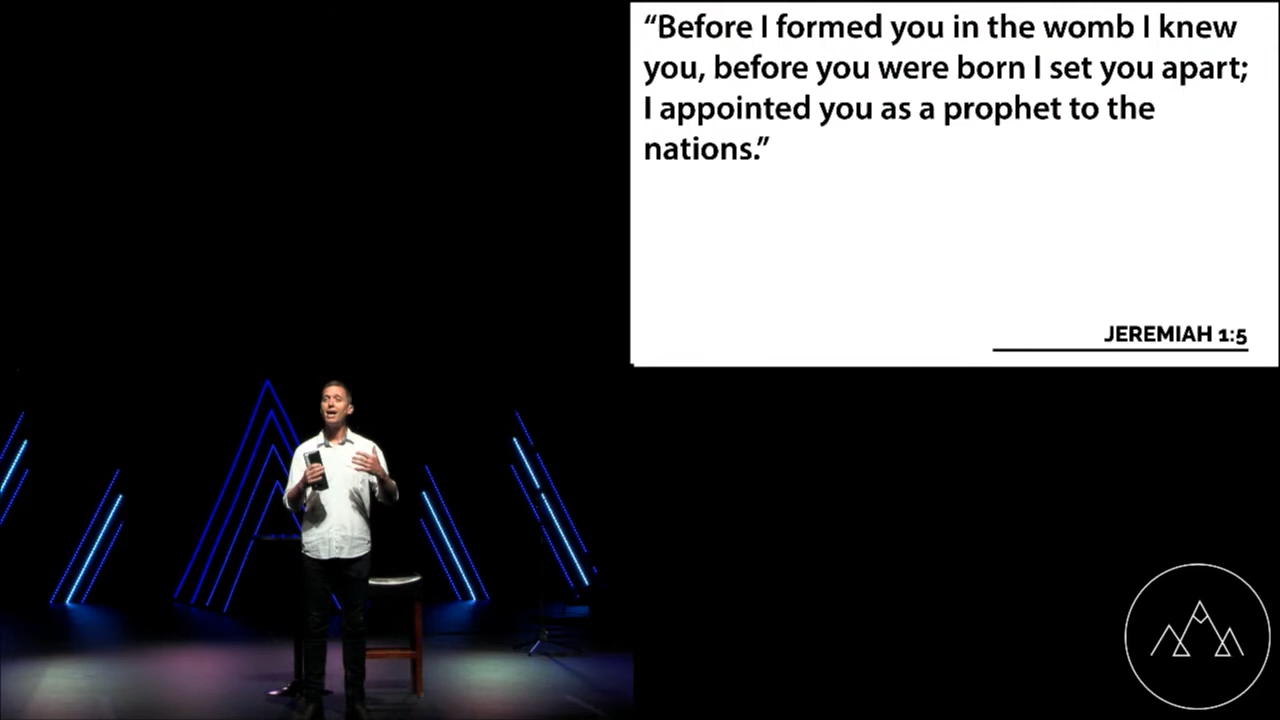 “Before I formed you in the womb I knew
you, before you were born I set you apart;
I appointed you as a prophet to the
nations.”
JEREMIAH 1:5